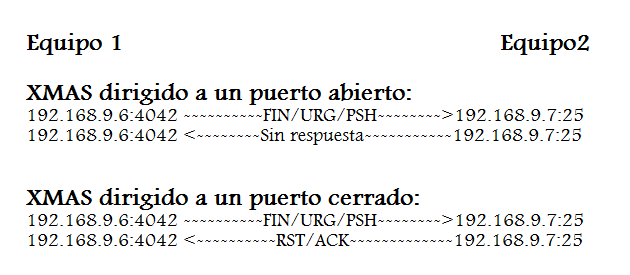 Equipo 1 Equipo2
XMAS dirigido a un puerto abierto:
192.168.9.6:4042 ~~~~~~~~~~FIN/URG/PSH~~~~~~~~>192.168.9.7:25
192.168.9.6:4042 <~~~~~~~~Sin respuesta~~~~~~~~~~~192.168.9.7:25
XMAS dirigido a un puerto cerrado:
192.168.9.6:4042 ~~~~~~~~~~FIN/URG/PSH~~~~~~~~>192.168.9.7:25
192.168.9.6:4042 <~~~~~~~~~~RST/ACK~~~~~~~~~~~~~192.168.9.7:25